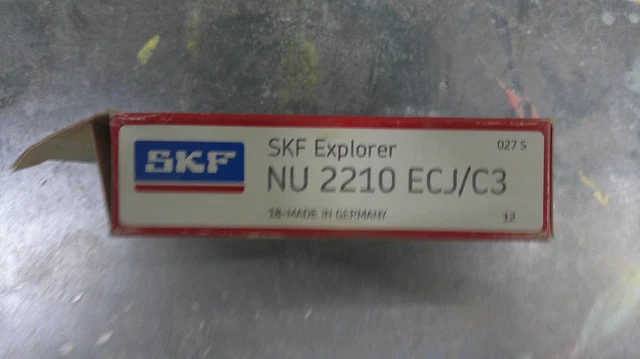 SKF
SKF Explorer
027 S
NU 2210 ECJ/C3
18-MADE IN GERMANY
12